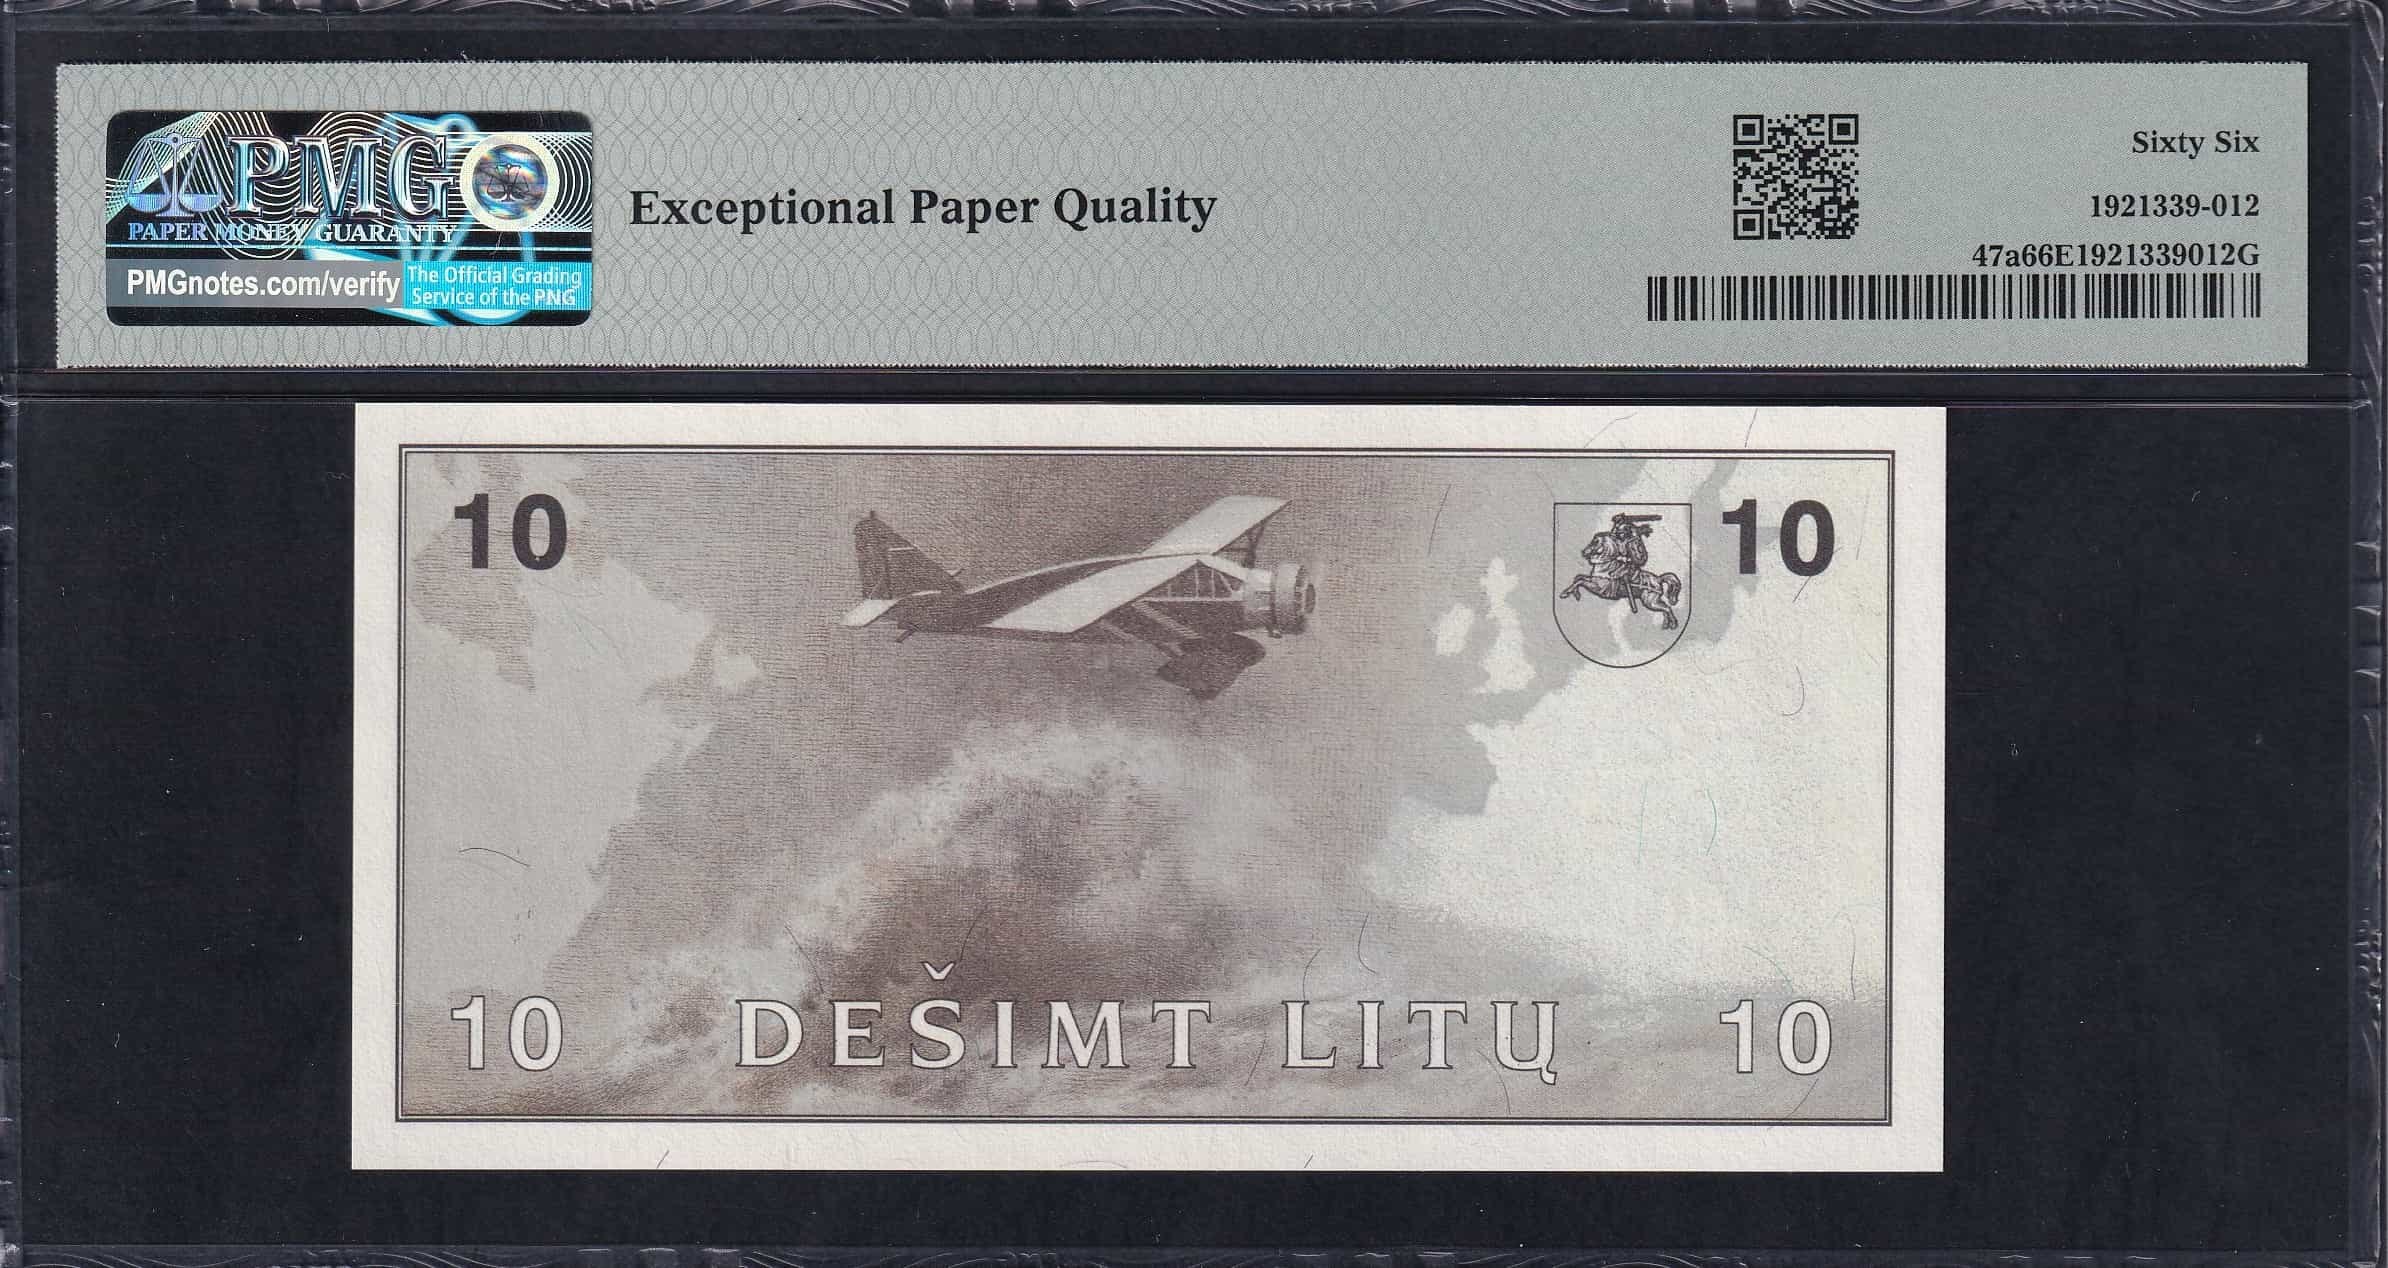 PMG
PAPER MONEY GUARANTY
PMGnotes.com/verify
The Official Grading
Service of the PNG
Exceptional Paper Quality
Sixty Six
1921339-012
47a66E1921339012G
10
10
10
DEŠIMT LITŲ
10